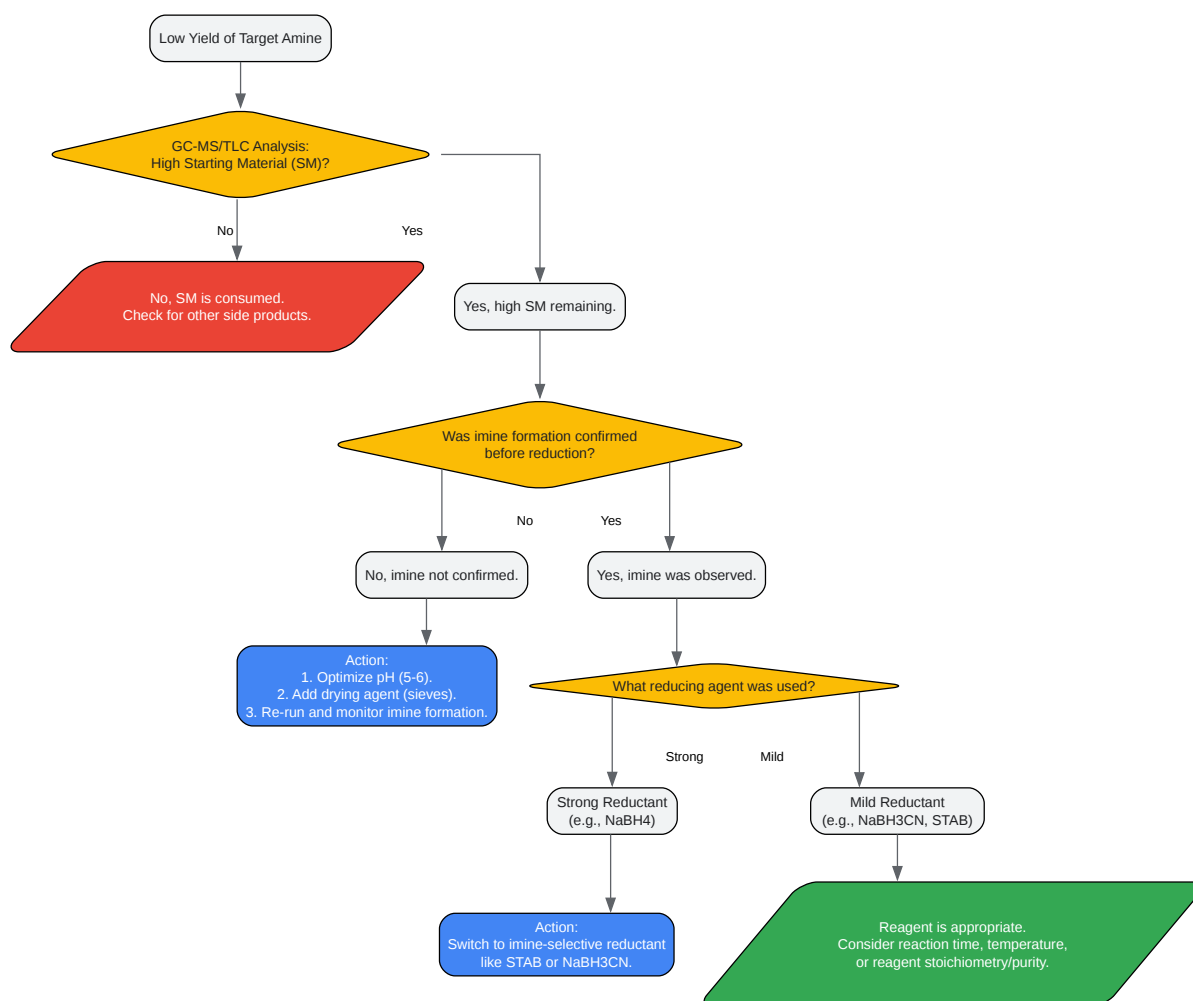 Low Yield of Target Amine
GC-MS/TLC Analysis:
High Starting Material (SM)?
No
Yes
No, SM is consumed.
Check for other side products.
Yes, high SM remaining.
Was imine formation confirmed
before reduction?
No
Yes
No, imine not confirmed.
Yes, imine was observed.
Action:
1. Optimize pH (5-6).
2. Add drying agent (sieves).
3. Re-run and monitor imine formation.
What reducing agent was used?
Strong
Mild
Strong Reductant
(e.g., NaBH4)
Mild Reductant
(e.g., NaBH3CN, STAB)
Action:
Switch to imine-selective reductant
like STAB or NaBH3CN.
Reagent is appropriate.
Consider reaction time, temperature,
or reagent stoichiometry/purity.